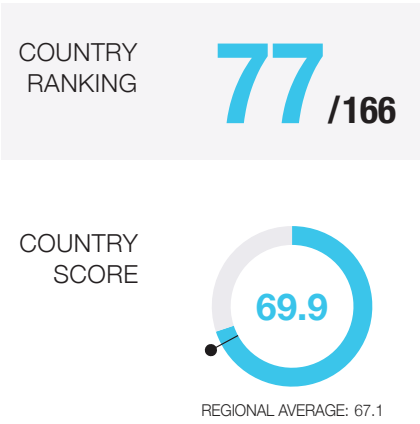 COUNTRY
RANKING
77/166
COUNTRY
SCORE
69.9
REGIONAL AVERAGE: 67.1